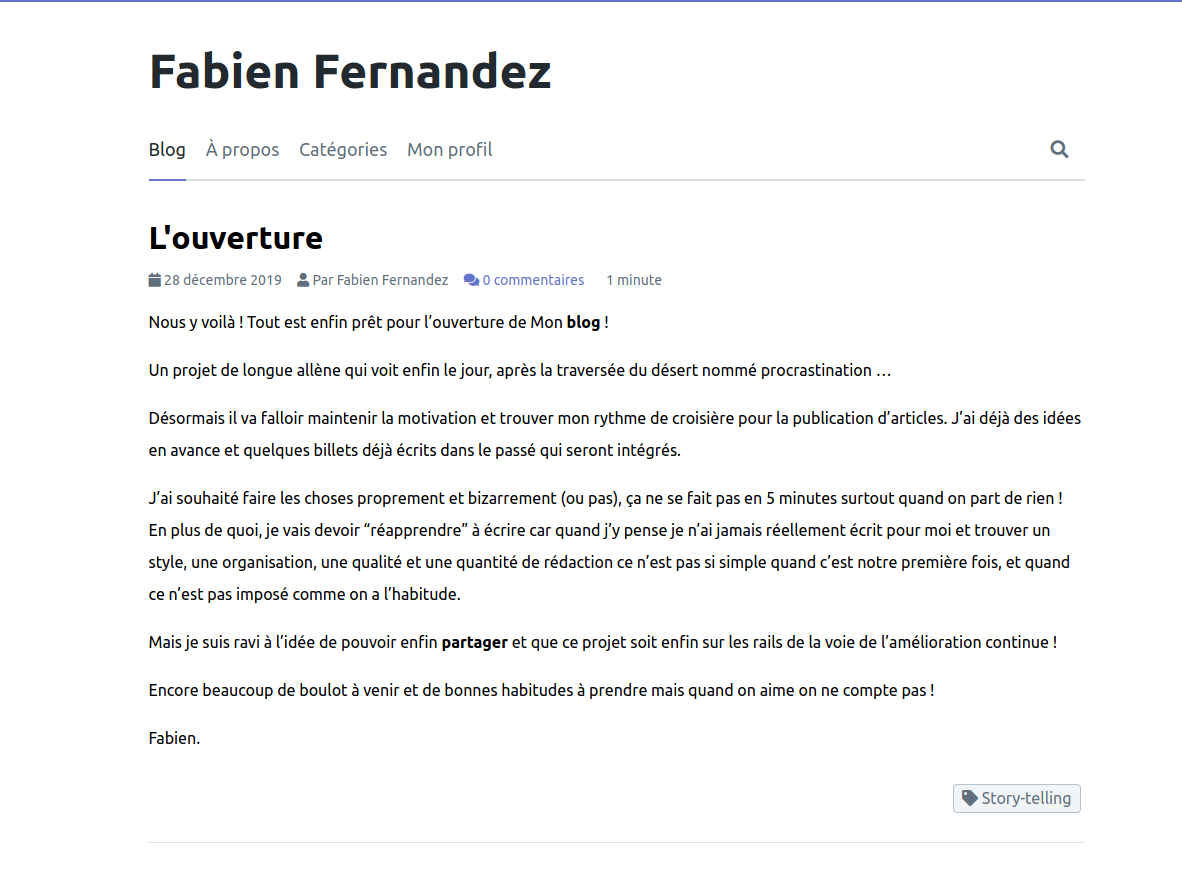 Fabien Fernandez
Blog À propos Catégories Mon profil
L'ouverture
28 décembre 2019 Par Fabien Fernandez 0 commentaires 1 minute
Nous y voilà ! Tout est enfin prêt pour l’ouverture de Mon blog !
Un projet de longue allène qui voit enfin le jour, après la traversée du désert nommé procrastination …
Désormais il va falloir maintenir la motivation et trouver mon rythme de croisière pour la publication d’articles. J’ai déjà des idées
en avance et quelques billets déjà écrits dans le passé qui seront intégrés.
J’ai souhaité faire les choses proprement et bizarrement (ou pas), ça ne se fait pas en 5 minutes surtout quand on part de rien !
En plus de quoi, je vais devoir “réapprendre” à écrire car quand j’y pense je n’ai jamais réellement écrit pour moi et trouver un
style, une organisation, une qualité et une quantité de rédaction ce n’est pas si simple quand c’est notre première fois, et quand
ce n’est pas imposé comme on a l’habitude.
Mais je suis ravi à l’idée de pouvoir enfin partager et que ce projet soit enfin sur les rails de la voie de l’amélioration continue !
Encore beaucoup de boulot à venir et de bonnes habitudes à prendre mais quand on aime on ne compte pas !
Fabien.
Story-telling